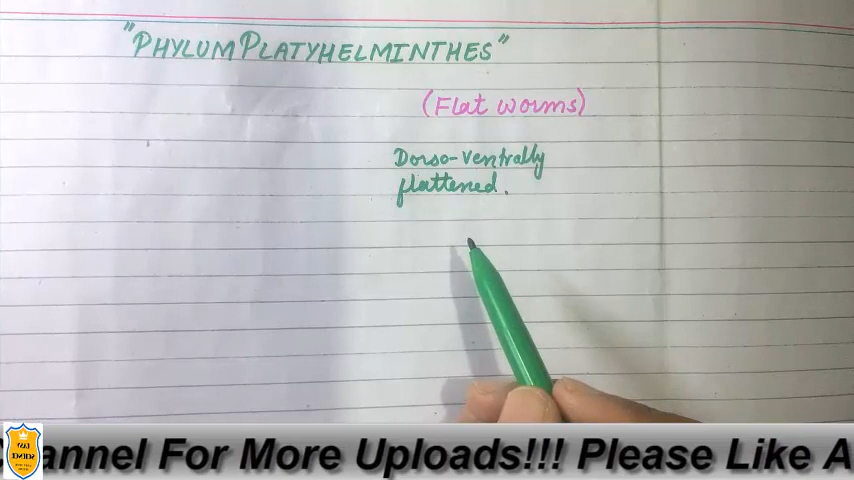 "PHYLUM PLATYHELMINTHES"
(Flat worms)
Dorso-ventrally
flattened.
annel For More Uploads!!! Please Like A